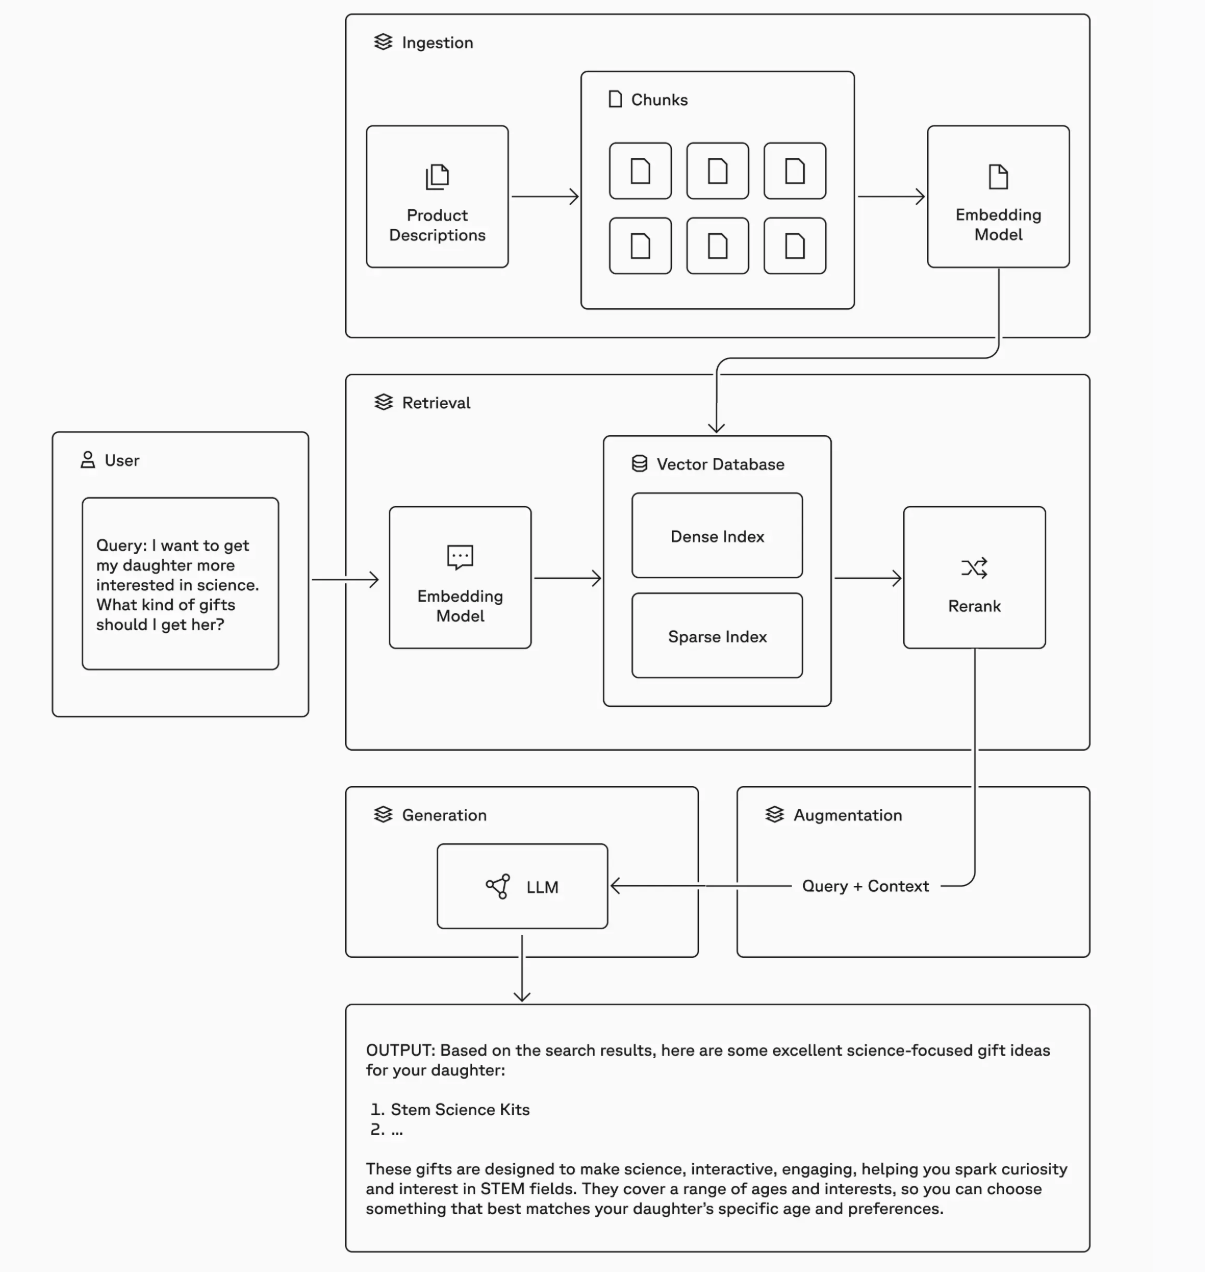 Ingestion
Chunks
Product
Descriptions
Embedding
Model
Retrieval
User
Query: I want to get
my daughter more
interested in science.
What kind of gifts
should I get her?
Embedding
Model
Vector Database
Dense Index
Sparse Index
Rerank
Generation
LLM
Augmentation
Query + Context
OUTPUT: Based on the search results, here are some excellent science-focused gift ideas
for your daughter:
1. Stem Science Kits
2. ...
These gifts are designed to make science, interactive, engaging, helping you spark curiosity
and interest in STEM fields. They cover a range of ages and interests, so you can choose
something that best matches your daughter's specific age and preferences.